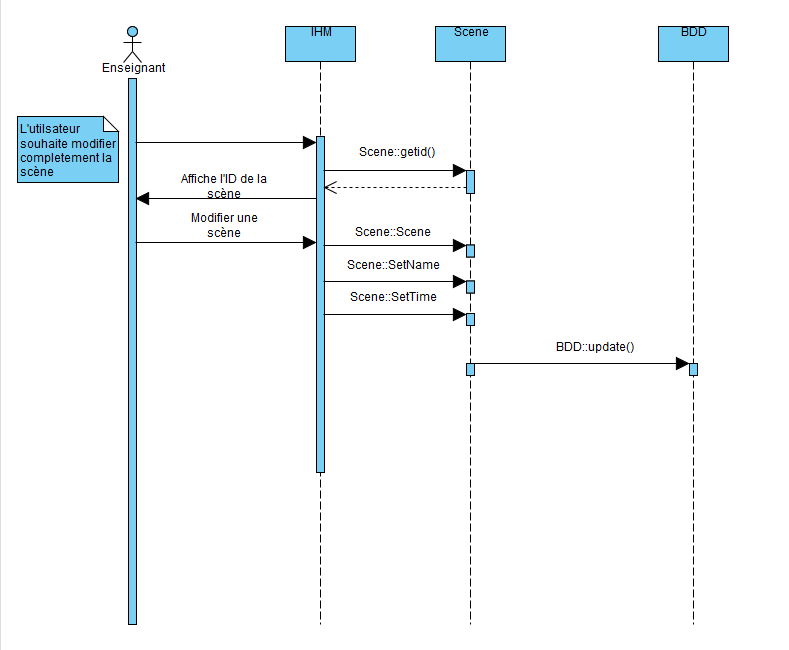 IHM
Scene
BDD
Enseignant
L'utilsateur
souhaite modifier
completement la
scène
Scene::getid()
Affiche l'ID de la
scène
Modifier une
scène
Scene::Scene
Scene::SetName
Scene::SetTime
BDD::update()